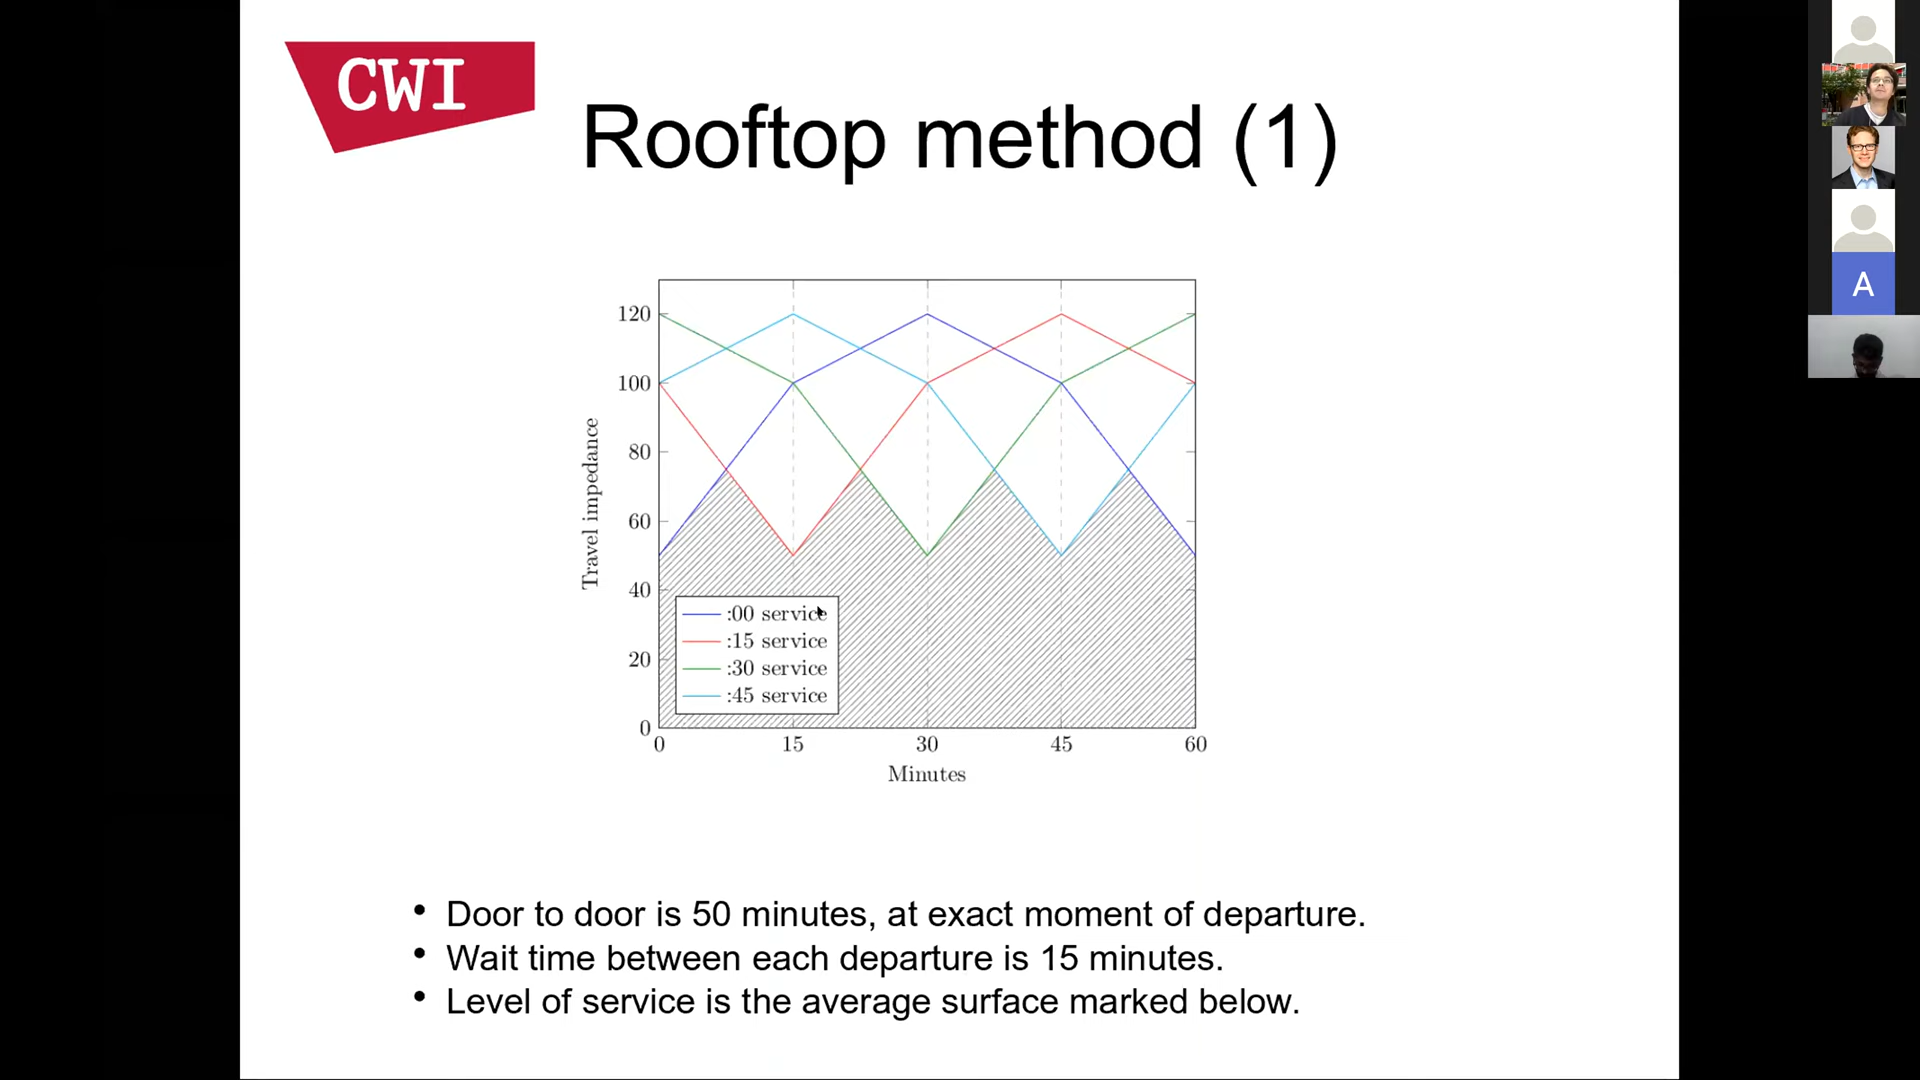 CWI
Rooftop method (1)
120
100
80
60
40
20
0
Travel impedance
:00 service
:15 service
:30 service
:45 service
0 15 30 45 60
Minutes
• Door to door is 50 minutes, at exact moment of departure.
• Wait time between each departure is 15 minutes.
• Level of service is the average surface marked below.
A